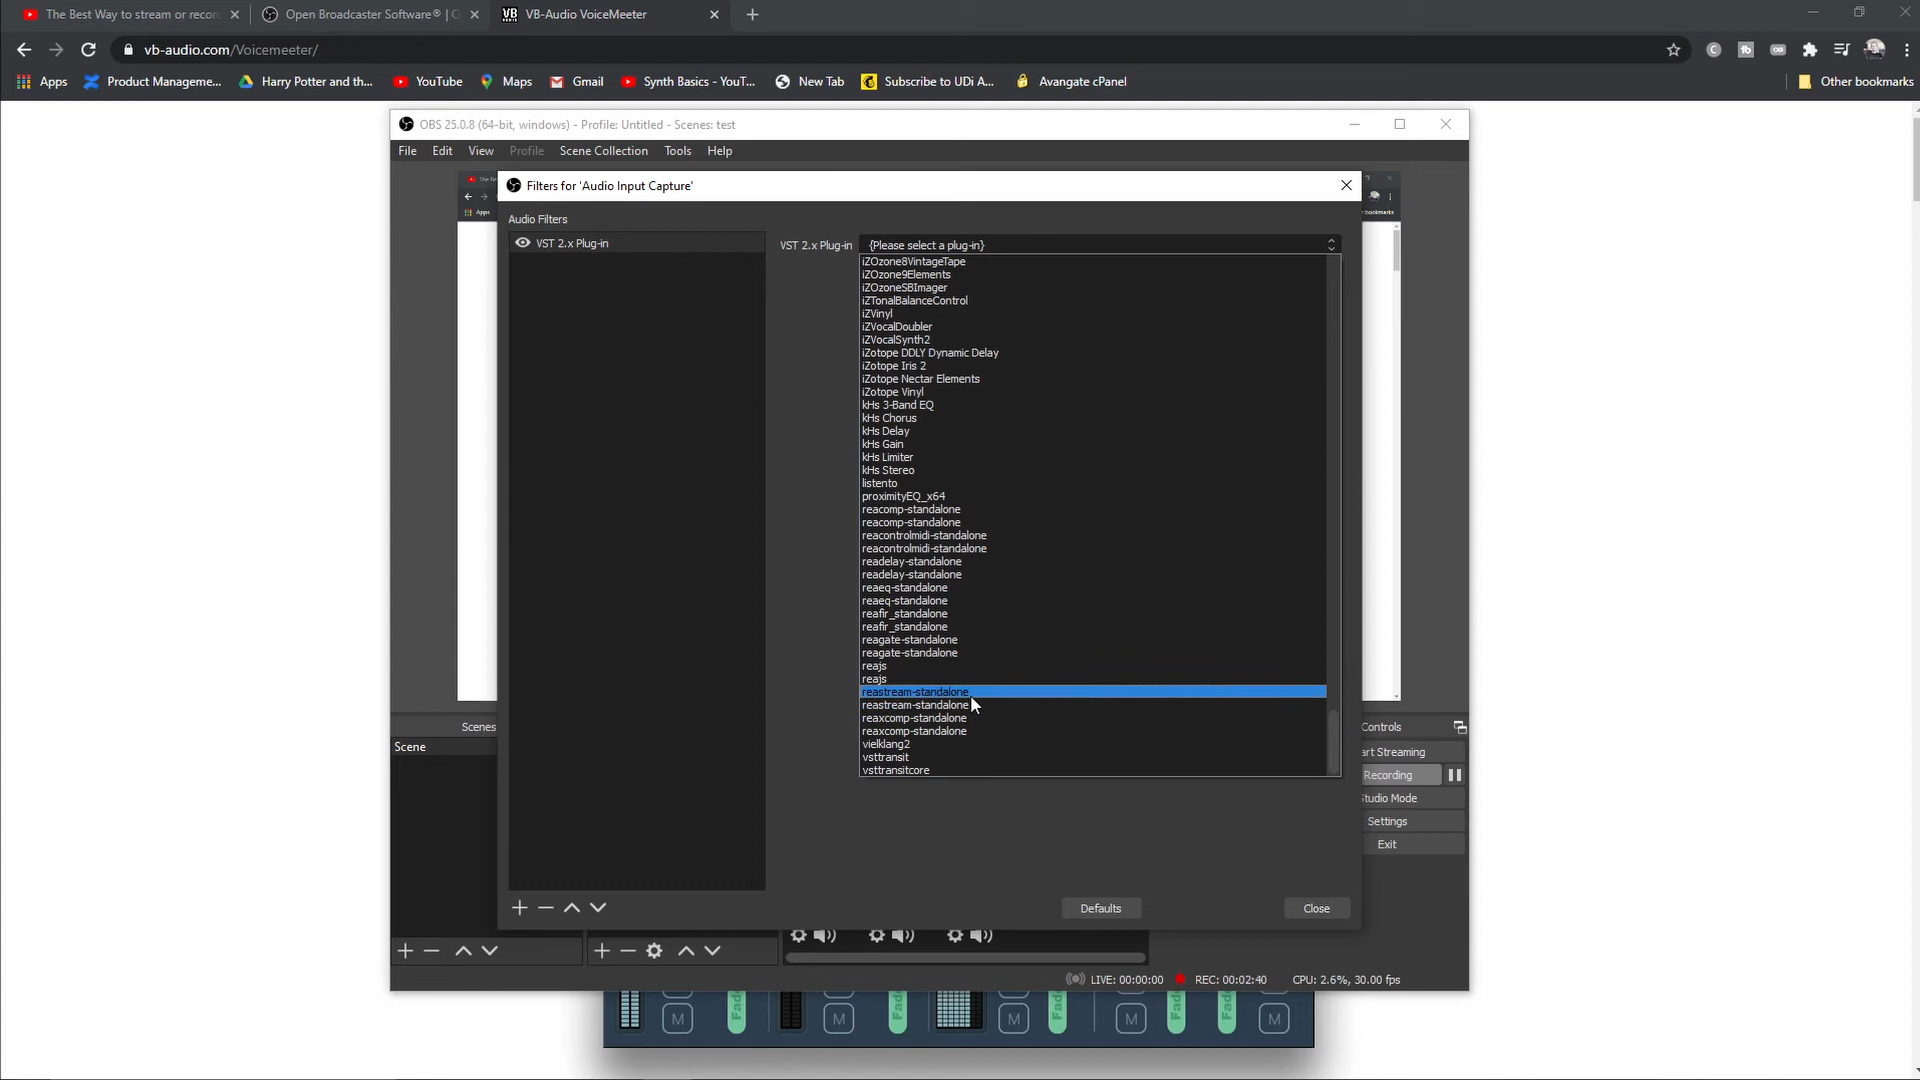 The Best Way to stream or recor
Open Broadcaster Software® | O
VB-Audio VoiceMeeter
vb-audio.com/Voicemeeter/
Apps
Product Manageme...
Harry Potter and th...
YouTube
Maps
Gmail
Synth Basics - YouT...
New Tab
Subscribe to UDi A...
Avangate cPanel
Other bookmarks
OBS 25.0.8 (64-bit, windows) - Profile: Untitled - Scenes: test
File
Edit
View
Profile
Scene Collection
Tools
Help
Filters for 'Audio Input Capture'
Audio Filters
VST 2.x Plug-in
VST 2.x Plug-in
{Please select a plug-in}
iZOzone8VintageTape
iZOzone9Elements
iZOzoneSBImager
iZTonalBalanceControl
iZVinyl
iZVocalDoubler
iZVocalSynth2
iZotope DDLY Dynamic Delay
iZotope Iris 2
iZotope Nectar Elements
iZotope Vinyl
kHs 3-Band EQ
kHs Chorus
kHs Delay
kHs Gain
kHs Limiter
kHs Stereo
listento
proximityEQ_x64
reacomp-standalone
reacomp-standalone
reacontrolmidi-standalone
reacontrolmidi-standalone
readelay-standalone
readelay-standalone
reaeq-standalone
reaeq-standalone
reafir_standalone
reafir_standalone
reagate-standalone
reagate-standalone
reajs
reajs
reastream-standalone
reastream-standalone
reaxcomp-standalone
reaxcomp-standalone
vielklang2
vsttransit
vsttransitcore
Scenes
Scene
Controls
art Streaming
Recording
Studio Mode
Settings
Exit
Defaults
Close
LIVE: 00:00:00
REC: 00:02:40
CPU: 2.6%, 30.00 fps
M
M
M
M
M